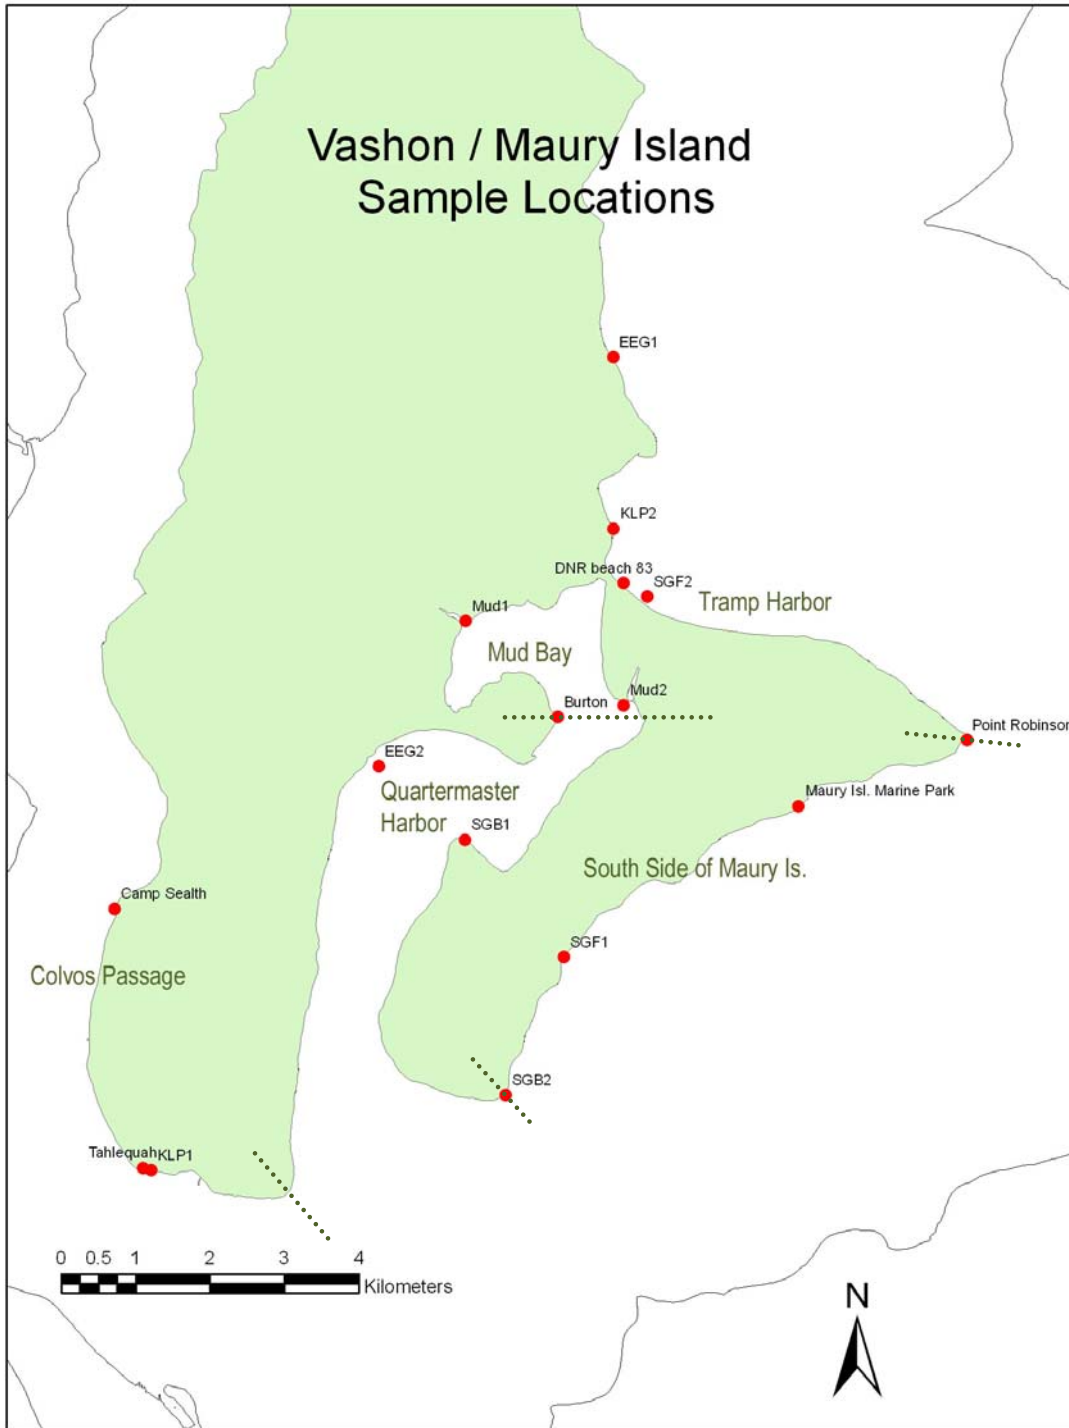 Vashon / Maury Island
Sample Locations
EEG1
KLP2
DNR beach 83
SGF2
Tramp Harbor
Mud1
Mud Bay
Mud2
Burton
Point Robinson
EEG2
Quartermaster
Harbor
Maury Isl. Marine Park
SGB1
South Side of Maury Is.
Camp Sealth
SGF1
Colvos Passage
SGB2
Tahlequah
KLP1
0 0.5 1 2 3 4
Kilometers
N